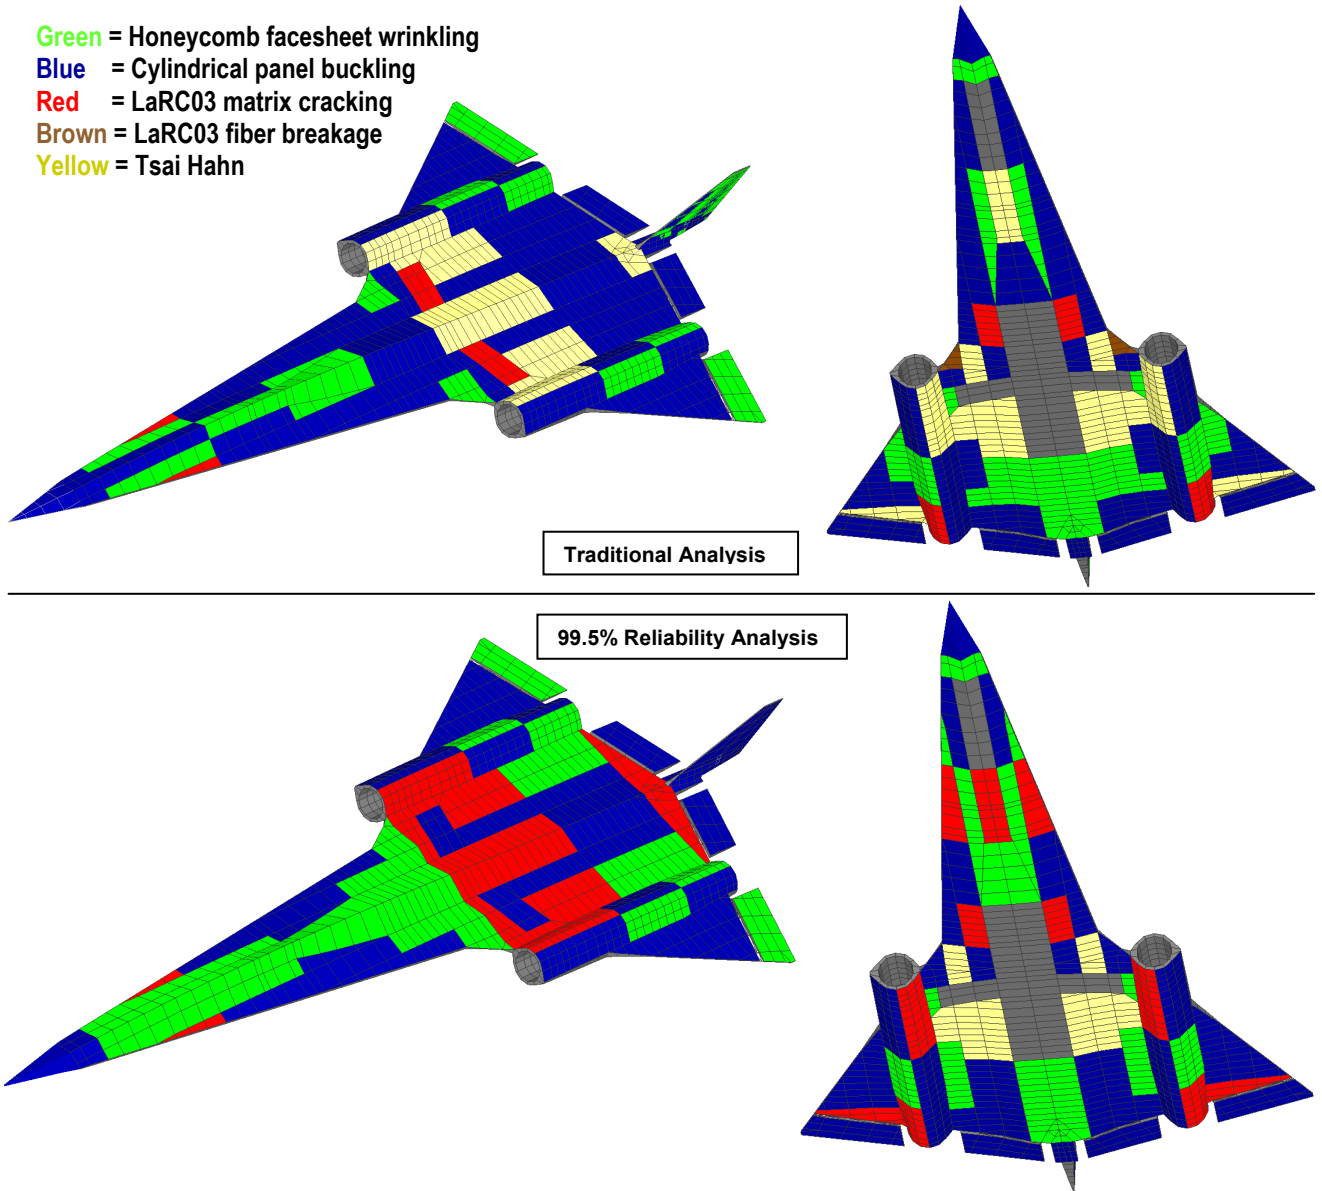 Green = Honeycomb facesheet wrinkling
Blue = Cylindrical panel buckling
Red = LaRC03 matrix cracking
Brown = LaRC03 fiber breakage
Yellow = Tsai Hahn
Traditional Analysis
99.5% Reliability Analysis